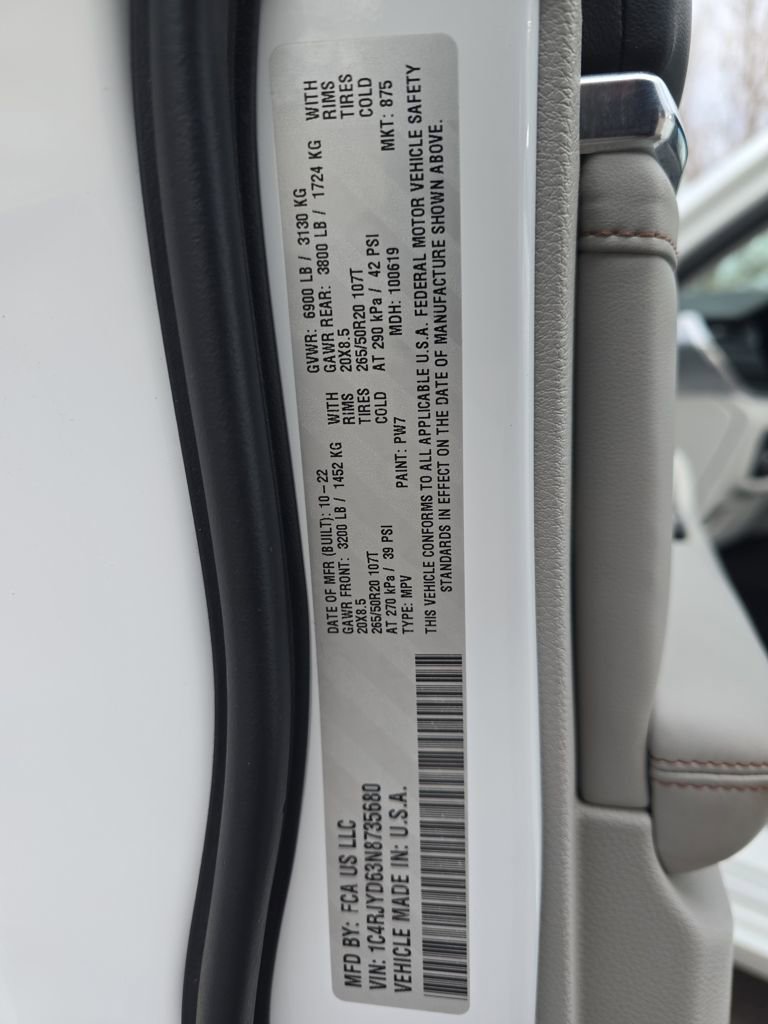 MFD BY: FCA US LLC
VIN: 1C4RJYD63N8735680
VEHICLE MADE IN: U.S.A.
DATE OF MFR (BUILT): 10-22
GAWR FRONT: 3200 LB / 1452 KG WITH
20X8.5 RIMS
265/50R20 107T TIRES
AT 270 kPa / 39 PSI COLD
TYPE: MPV PAINT: PW7
GVWR: 6900 LB / 3130 KG
GAWR REAR: 3800 LB / 1724 KG WITH
20X8.5 RIMS
265/50R20 107T TIRES
AT 290 kPa / 42 PSI COLD
MDH: 100619 MKT: 875
THIS VEHICLE CONFORMS TO ALL APPLICABLE U.S.A. FEDERAL MOTOR VEHICLE SAFETY
STANDARDS IN EFFECT ON THE DATE OF MANUFACTURE SHOWN ABOVE.